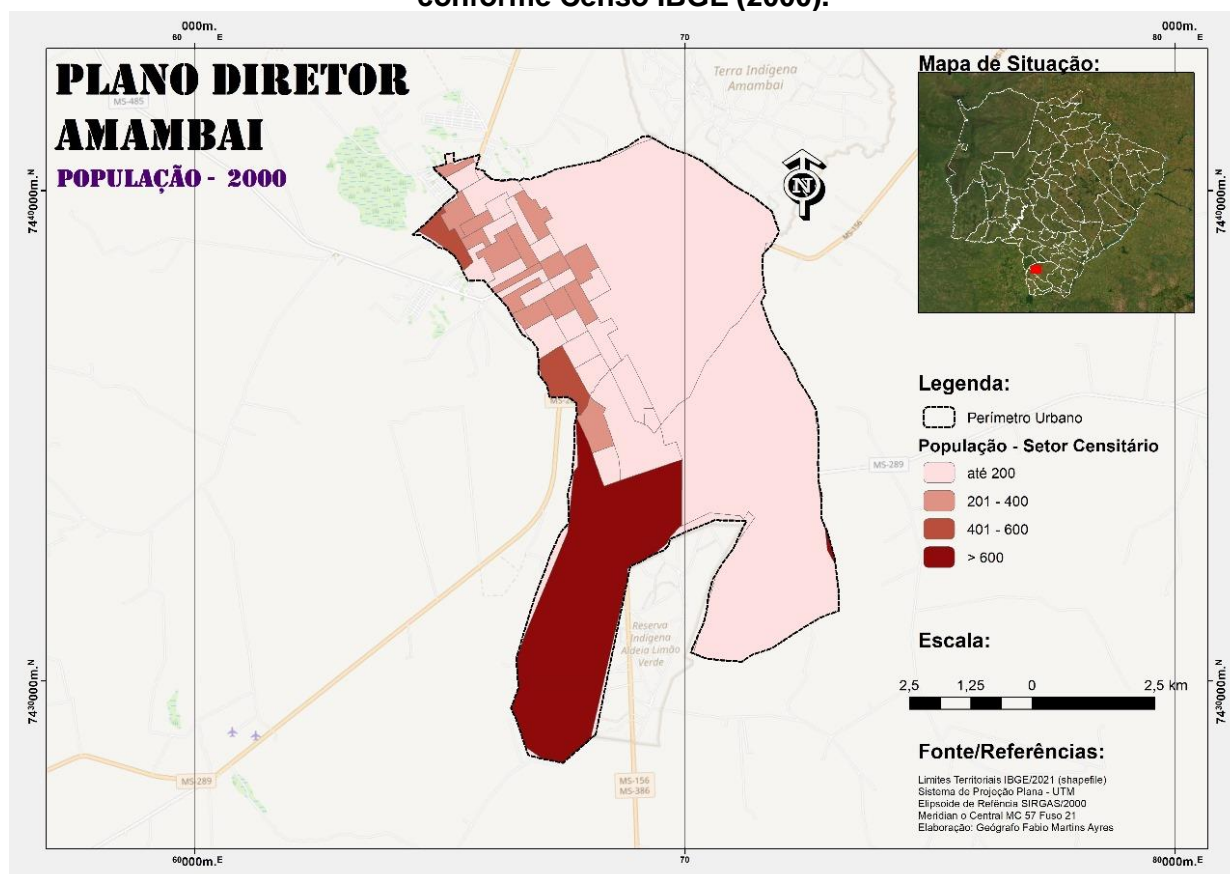 conforme Censo IBGE (2000).
000m.
60 E
70
000m.
80 E
PLANO DIRETOR
AMAMBAI
POPULAÇÃO - 2000
MS-485
Terra Indígena
Amambai
N
MS-156
7440000m.N
7440000m.N
Mapa de Situação:
Legenda:
Perímetro Urbano
População - Setor Censitário
até 200
201 - 400
401 - 600
> 600
MS-289
Reserva
Indígena
Aldeia Limão
Verde
Escala:
2,5 1,25 0 2,5 km
7430000m.N
7430000m.N
MS-289
MS-156
MS-386
Fonte/Referências:
Limites Territoriais IBGE/2021 (shapefile)
Sistema de Projeção Plana - UTM
Elipsoide de Refência SIRGAS/2000
Meridian o Central MC 57 Fuso 21
Elaboração: Geógrafo Fabio Martins Ayres
60000m.E
70
80000m.E